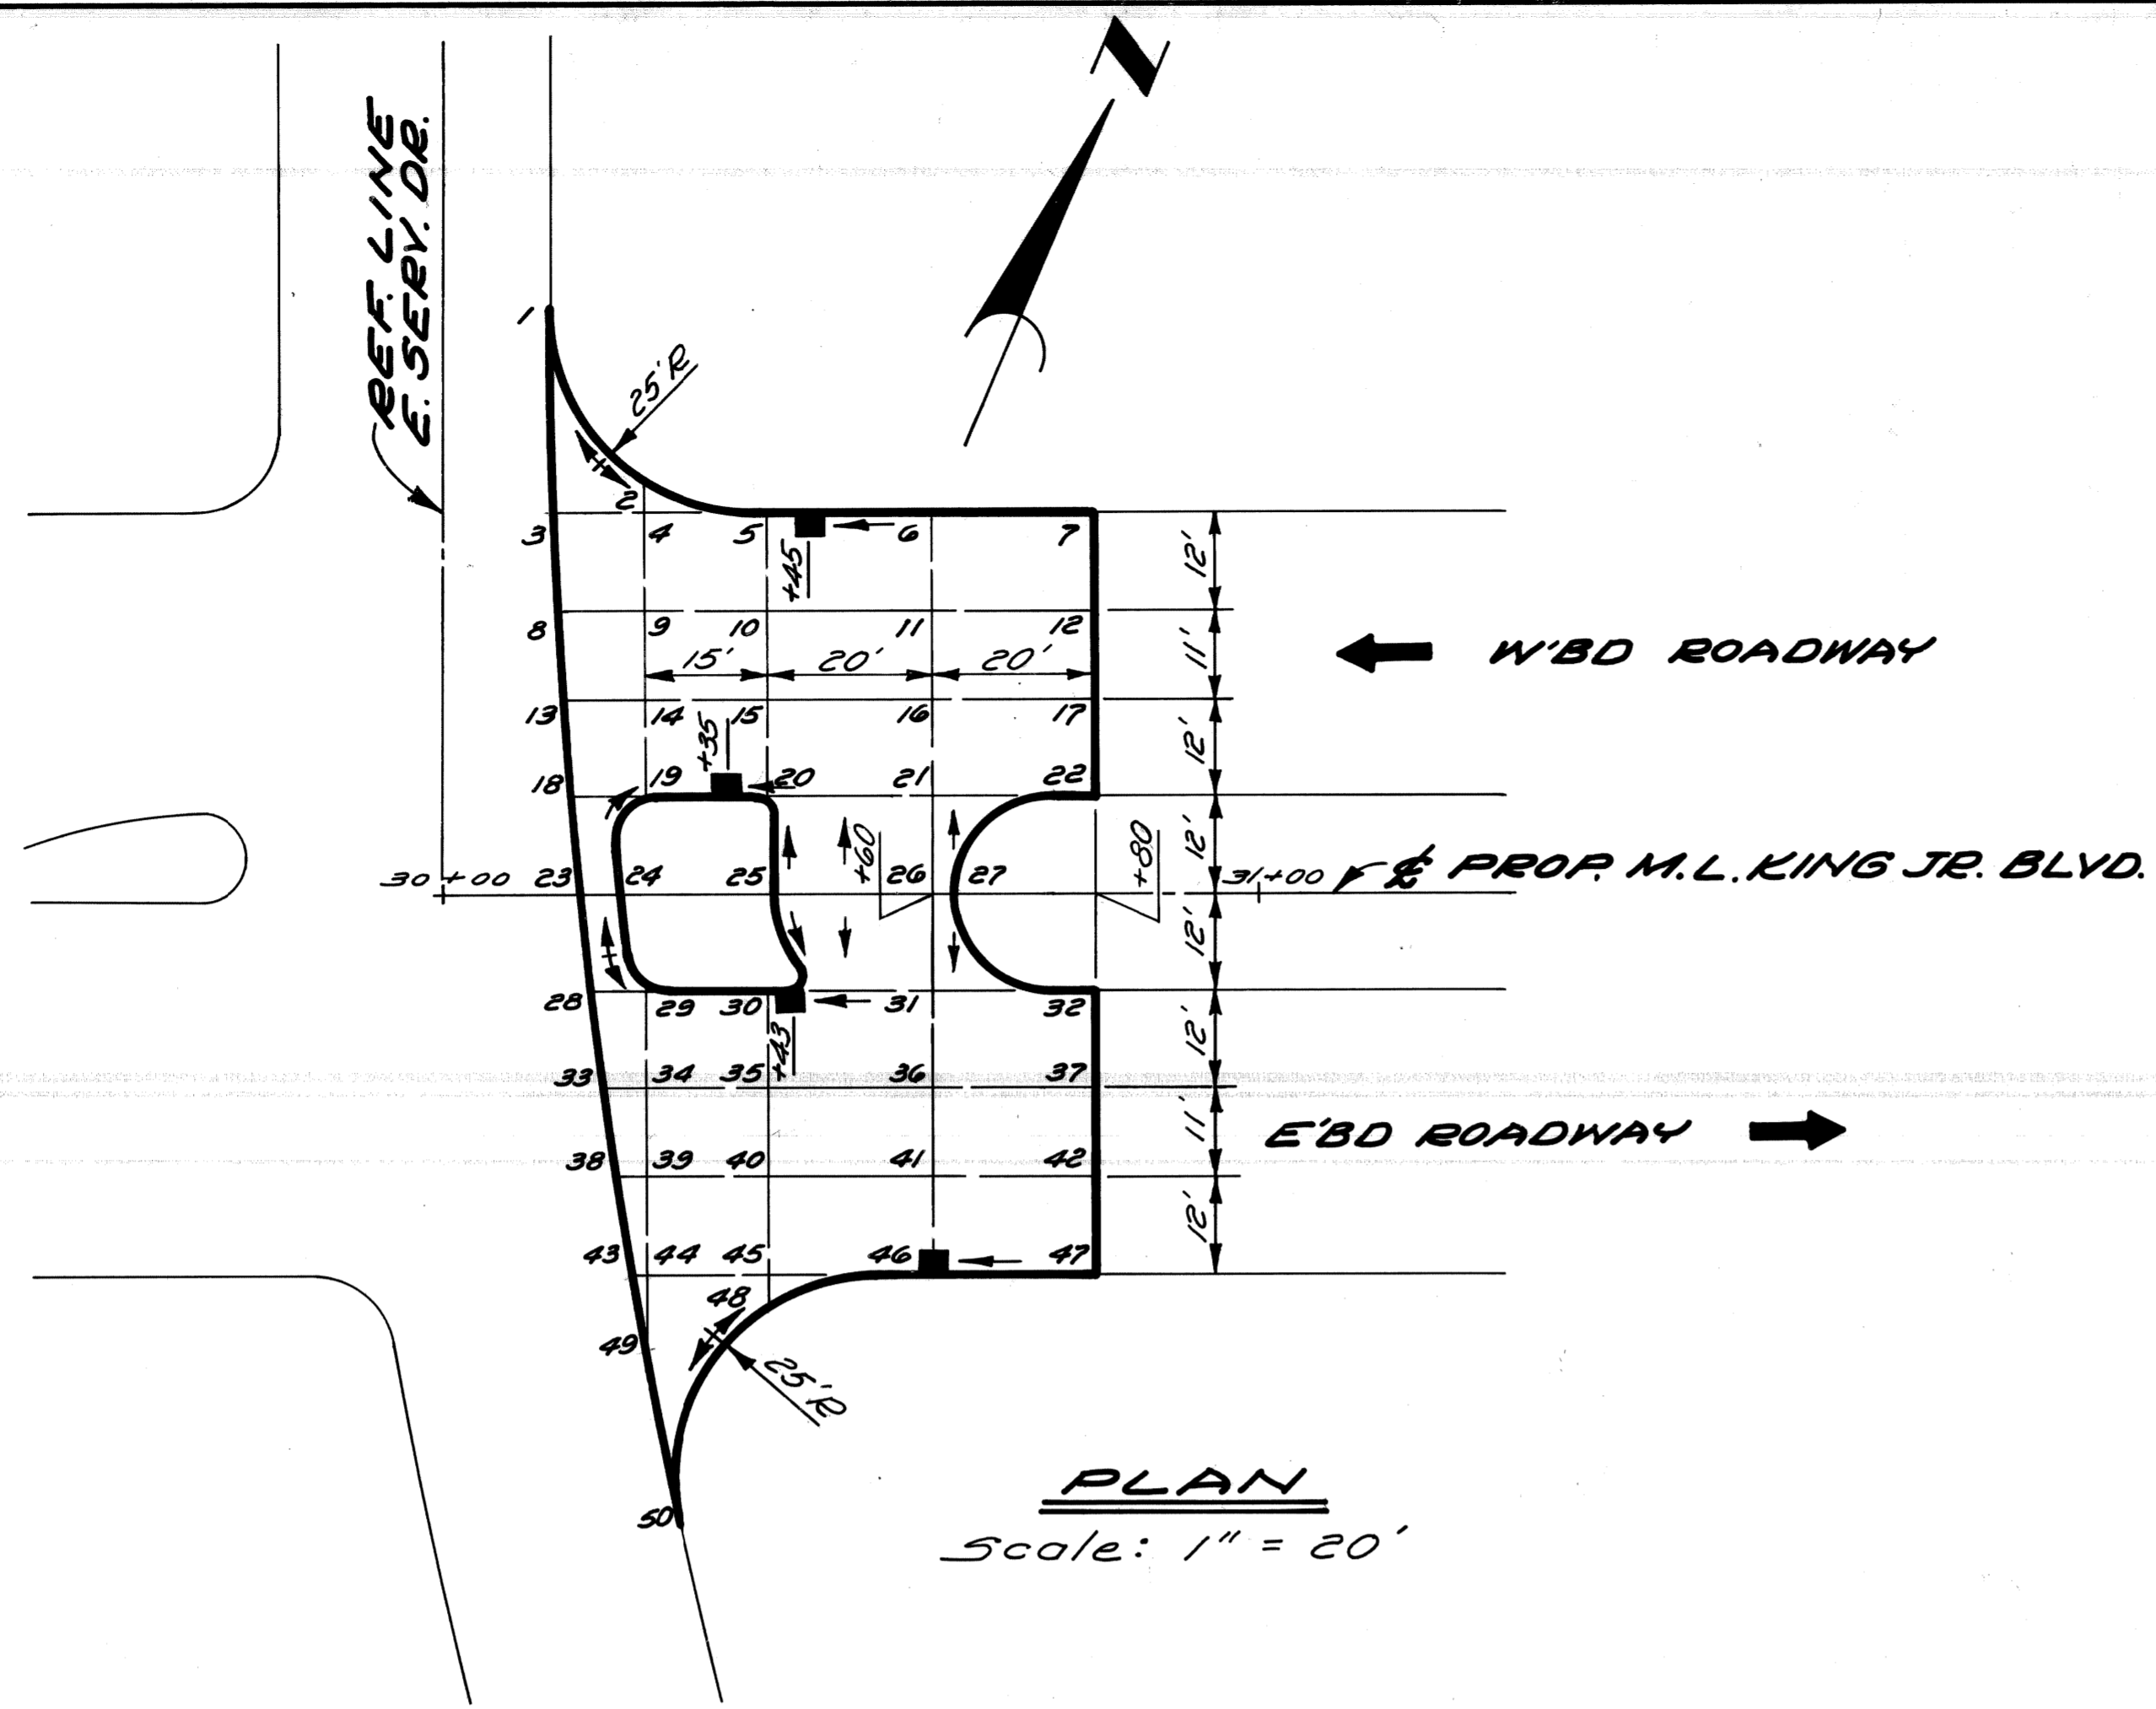 N
REF. LINE
E. SERV. DR.
1
25'R
2
3 4 5 6 7
+45
12'
8 9 10 11 12
15' 20' 20'
11'
W'BD ROADWAY
13 14 15 16 17
+35
12'
18 19 20 21 22
12'
+60 +80
30+00 23 24 25 26 27 31+00 ℄ PROP. M.L. KING JR. BLVD.
12'
28 29 30 31 32
+43
12'
33 34 35 36 37
11'
E'BD ROADWAY
38 39 40 41 42
12'
43 44 45 46 47
48
49
25'R
50
PLAN
Scale: 1" = 20'